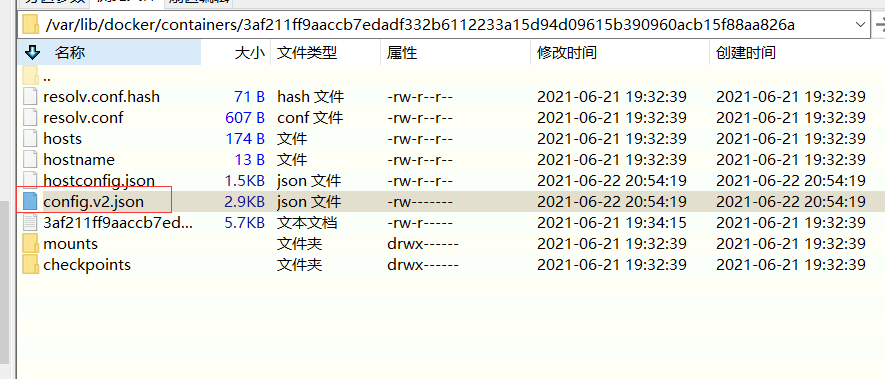 /var/lib/docker/containers/3af211ff9aaccb7edadf332b6112233a15d94d09615b390960acb15f88aa826a
名称 大小 文件类型 属性 修改时间 创建时间
..
resolv.conf.hash 71 B hash 文件 -rw-r--r-- 2021-06-21 19:32:39 2021-06-21 19:32:39
resolv.conf 607 B conf 文件 -rw-r--r-- 2021-06-21 19:32:39 2021-06-21 19:32:39
hosts 174 B 文件 -rw-r--r-- 2021-06-21 19:32:39 2021-06-21 19:32:39
hostname 13 B 文件 -rw-r--r-- 2021-06-21 19:32:39 2021-06-21 19:32:39
hostconfig.json 1.5KB json 文件 -rw-r--r-- 2021-06-22 20:54:19 2021-06-22 20:54:19
config.v2.json 2.9KB json 文件 -rw------- 2021-06-22 20:54:19 2021-06-22 20:54:19
3af211ff9aaccb7ed... 5.7KB 文本文档 -rw-r----- 2021-06-21 19:34:15 2021-06-21 19:32:39
mounts 文件夹 drwx------ 2021-06-21 19:32:39 2021-06-21 19:32:39
checkpoints 文件夹 drwx------ 2021-06-21 19:32:39 2021-06-21 19:32:39